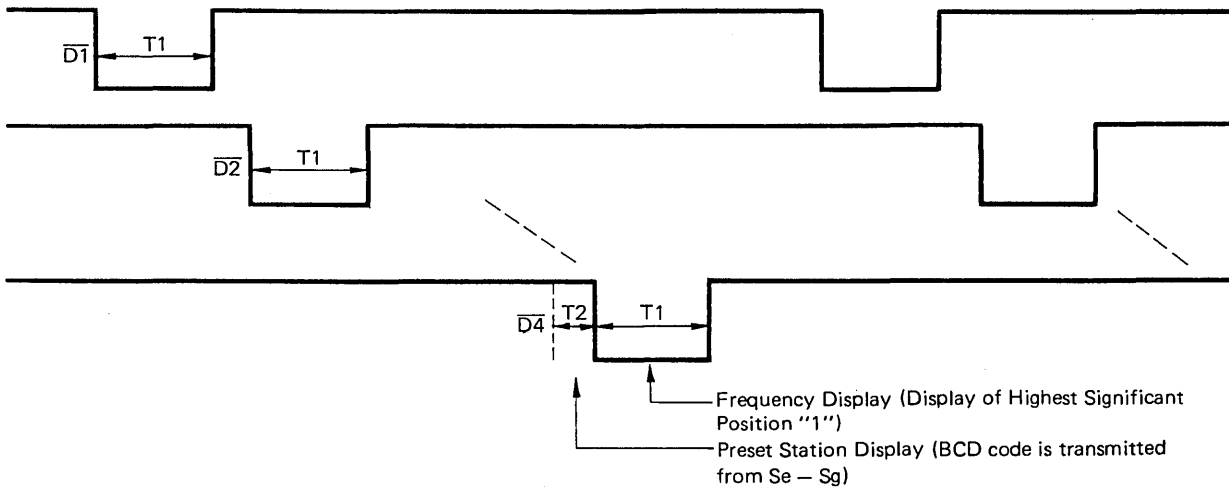 T1
D1
T1
D2
T2
T1
D4
Frequency Display (Display of Highest Significant
Position "1")
Preset Station Display (BCD code is transmitted
from Se – Sg)